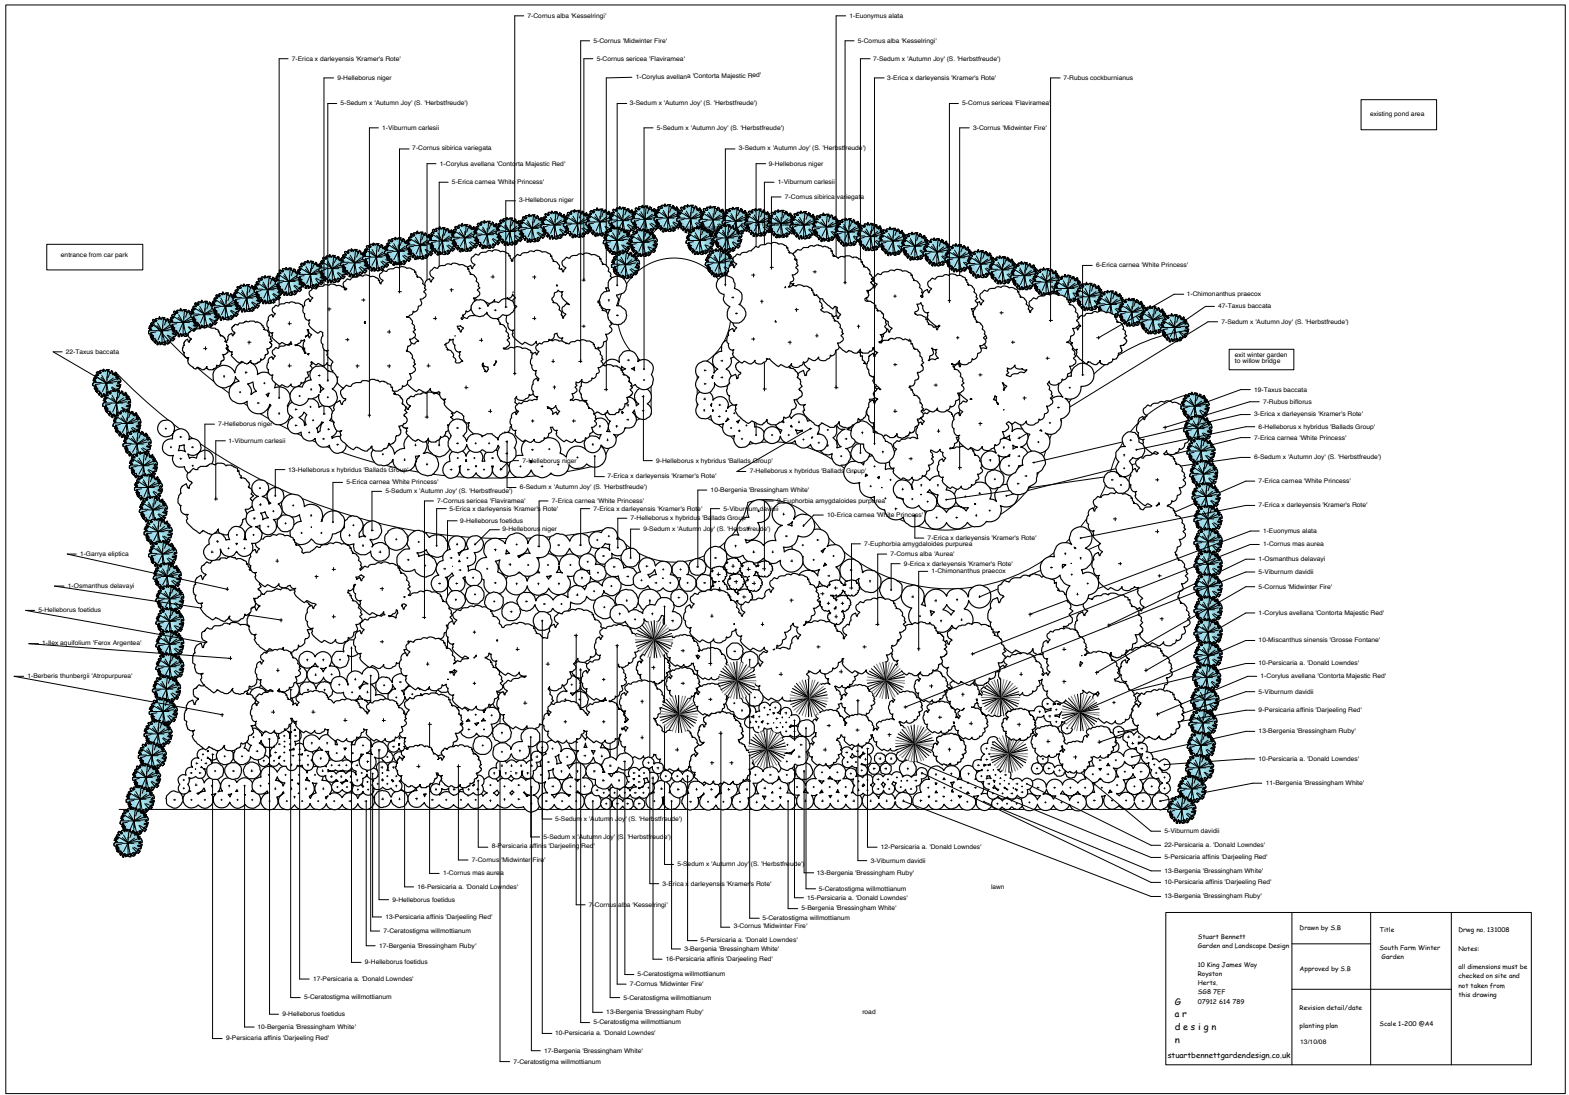 7-Cornus alba 'Kesselringi'
1-Euonymus alata
5-Cornus 'Midwinter Fire'
5-Cornus alba 'Kesselringi'
7-Erica x darleyensis 'Kramer's Rote'
5-Cornus sericea 'Flaviramea'
7-Sedum x 'Autumn Joy' (S. 'Herbstfreude')
9-Helleborus niger
1-Corylus avellana 'Contorta Majestic Red'
3-Erica x darleyensis 'Kramer's Rote'
7-Rubus cockburnianus
5-Sedum x 'Autumn Joy' (S. 'Herbstfreude')
3-Sedum x 'Autumn Joy' (S. 'Herbstfreude')
5-Cornus sericea 'Flaviramea'
existing pond area
1-Viburnum carlesii
5-Sedum x 'Autumn Joy' (S. 'Herbstfreude')
3-Cornus 'Midwinter Fire'
7-Cornus sibirica variegata
3-Sedum x 'Autumn Joy' (S. 'Herbstfreude')
1-Corylus avellana 'Contorta Majestic Red'
9-Helleborus niger
5-Erica carnea 'White Princess'
1-Viburnum carlesii
3-Helleborus niger
7-Cornus sibirica variegata
entrance from car park
6-Erica carnea 'White Princess'
1-Chimonanthus praecox
47-Taxus baccata
7-Sedum x 'Autumn Joy' (S. 'Herbstfreude')
22-Taxus baccata
exit winter garden
to willow bridge
19-Taxus baccata
7-Rubus biflorus
3-Erica x darleyensis 'Kramer's Rote'
7-Helleborus niger
6-Helleborus x hybridus 'Ballads Group'
1-Viburnum carlesii
7-Erica carnea 'White Princess'
7-Helleborus niger
9-Helleborus x hybridus 'Ballads Group'
6-Sedum x 'Autumn Joy' (S. 'Herbstfreude')
13-Helleborus x hybridus 'Ballads Group'
7-Erica x darleyensis 'Kramer's Rote'
7-Helleborus x hybridus 'Ballads Group'
5-Erica carnea 'White Princess'
6-Sedum x 'Autumn Joy' (S. 'Herbstfreude')
7-Erica carnea 'White Princess'
5-Sedum x 'Autumn Joy' (S. 'Herbstfreude')
10-Bergenia 'Bressingham White'
7-Cornus sericea 'Flaviramea'
7-Erica carnea 'White Princess'
9-Euphorbia amygdaloides purpurea
5-Erica x darleyensis 'Kramer's Rote'
7-Erica x darleyensis 'Kramer's Rote'
5-Viburnum davidii
7-Erica x darleyensis 'Kramer's Rote'
9-Helleborus foetidus
7-Helleborus x hybridus 'Ballads Group'
10-Erica carnea 'White Princess'
9-Helleborus niger
9-Sedum x 'Autumn Joy' (S. 'Herbstfreude')
1-Euonymus alata
7-Erica x darleyensis 'Kramer's Rote'
7-Euphorbia amygdaloides purpurea
1-Cornus mas aurea
1-Garrya eliptica
7-Cornus alba 'Aurea'
1-Osmanthus delavayi
9-Erica x darleyensis 'Kramer's Rote'
1-Chimonanthus praecox
5-Viburnum davidii
1-Osmanthus delavayi
5-Cornus 'Midwinter Fire'
5-Helleborus foetidus
1-Corylus avellana 'Contorta Majestic Red'
1-Ilex aquifolium 'Ferox Argentea'
10-Miscanthus sinensis 'Grosse Fontane'
10-Persicaria a. 'Donald Lowndes'
1-Berberis thunbergii 'Atropurpurea'
1-Corylus avellana 'Contorta Majestic Red'
5-Viburnum davidii
9-Persicaria affinis 'Darjeeling Red'
13-Bergenia 'Bressingham Ruby'
10-Persicaria a. 'Donald Lowndes'
11-Bergenia 'Bressingham White'
5-Sedum x 'Autumn Joy' (S. 'Herbstfreude')
5-Viburnum davidii
5-Sedum x 'Autumn Joy' (S. 'Herbstfreude')
8-Persicaria affinis 'Darjeeling Red'
12-Persicaria a. 'Donald Lowndes'
22-Persicaria a. 'Donald Lowndes'
7-Cornus 'Midwinter Fire'
5-Sedum x 'Autumn Joy' (S. 'Herbstfreude')
3-Viburnum davidii
5-Persicaria affinis 'Darjeeling Red'
1-Cornus mas aurea
13-Bergenia 'Bressingham Ruby'
13-Bergenia 'Bressingham White'
16-Persicaria a. 'Donald Lowndes'
3-Erica x darleyensis 'Kramer's Rote'
5-Ceratostigma willmottianum
lawn
10-Persicaria affinis 'Darjeeling Red'
9-Helleborus foetidus
7-Cornus alba 'Kesselringi'
15-Persicaria a. 'Donald Lowndes'
13-Bergenia 'Bressingham Ruby'
5-Bergenia 'Bressingham White'
13-Persicaria affinis 'Darjeeling Red'
5-Ceratostigma willmottianum
7-Ceratostigma willmottianum
3-Cornus 'Midwinter Fire'
17-Bergenia 'Bressingham Ruby'
5-Persicaria a. 'Donald Lowndes'
3-Bergenia 'Bressingham White'
9-Helleborus foetidus
16-Persicaria affinis 'Darjeeling Red'
17-Persicaria a. 'Donald Lowndes'
5-Ceratostigma willmottianum
7-Cornus 'Midwinter Fire'
5-Ceratostigma willmottianum
5-Ceratostigma willmottianum
9-Helleborus foetidus
13-Bergenia 'Bressingham Ruby'
road
10-Bergenia 'Bressingham White'
5-Ceratostigma willmottianum
9-Persicaria affinis 'Darjeeling Red'
10-Persicaria a. 'Donald Lowndes'
17-Bergenia 'Bressingham White'
7-Ceratostigma willmottianum
Stuart Bennett
Garden and Landscape Design
10 King James Way
Royston
Herts.
SG8 7EF
07912 614 789
G
ar
design
n
stuartbennettgardendesign.co.uk
Drawn by S.B
Approved by S.B
Revision detail/date
planting plan
13/10/08
Title
South Farm Winter
Garden
Scale 1-200 @A4
Drwg no. 131008
Notes:
all dimensions must be
checked on site and
not taken from
this drawing